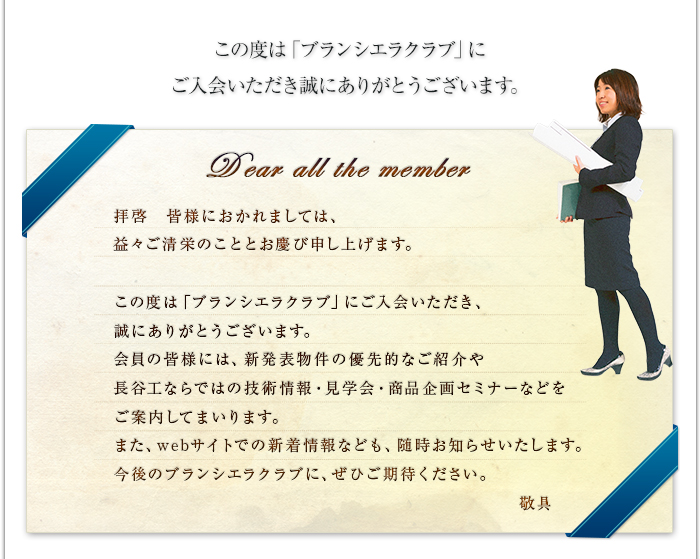 この度は「ブランシエラクラブ」に
ご入会いただき誠にありがとうございます。
Dear all the member
拝啓　皆様におかれましては、
益々ご清栄のこととお慶び申し上げます。
この度は「ブランシエラクラブ」にご入会いただき、
誠にありがとうございます。
会員の皆様には、新発表物件の優先的なご紹介や
長谷工ならではの技術情報・見学会・商品企画セミナーなどを
ご案内してまいります。
また、webサイトでの新着情報なども、随時お知らせいたします。
今後のブランシエラクラブに、ぜひご期待ください。
敬具